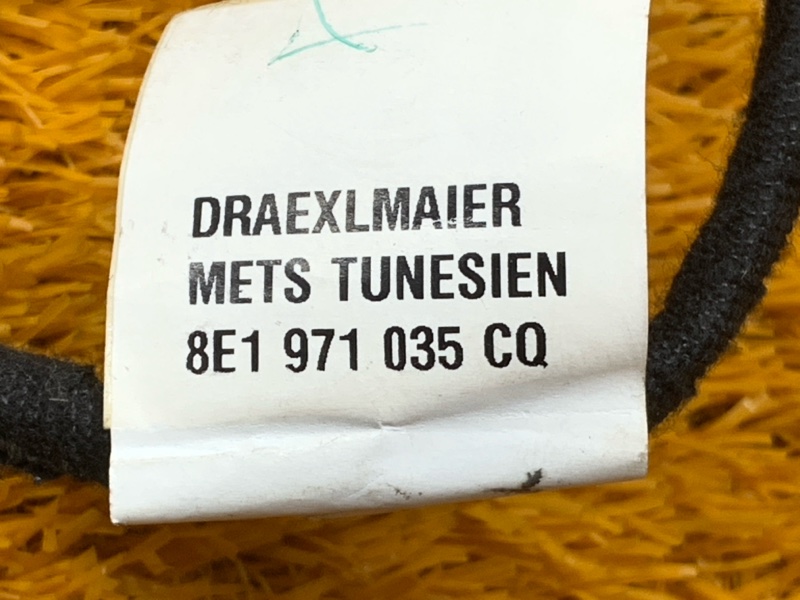 DRAEXLMAIER
METS TUNESIEN
8E1 971 035 CQ